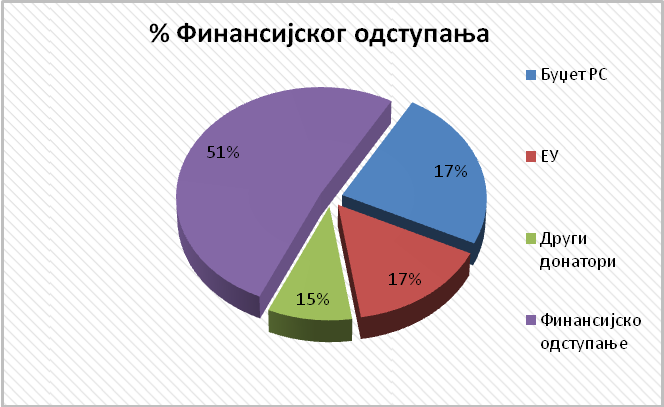 % Финансијског одступања
Буџет РС
ЕУ
Други
донатори
Финансијско
одступање
51%
17%
17%
15%